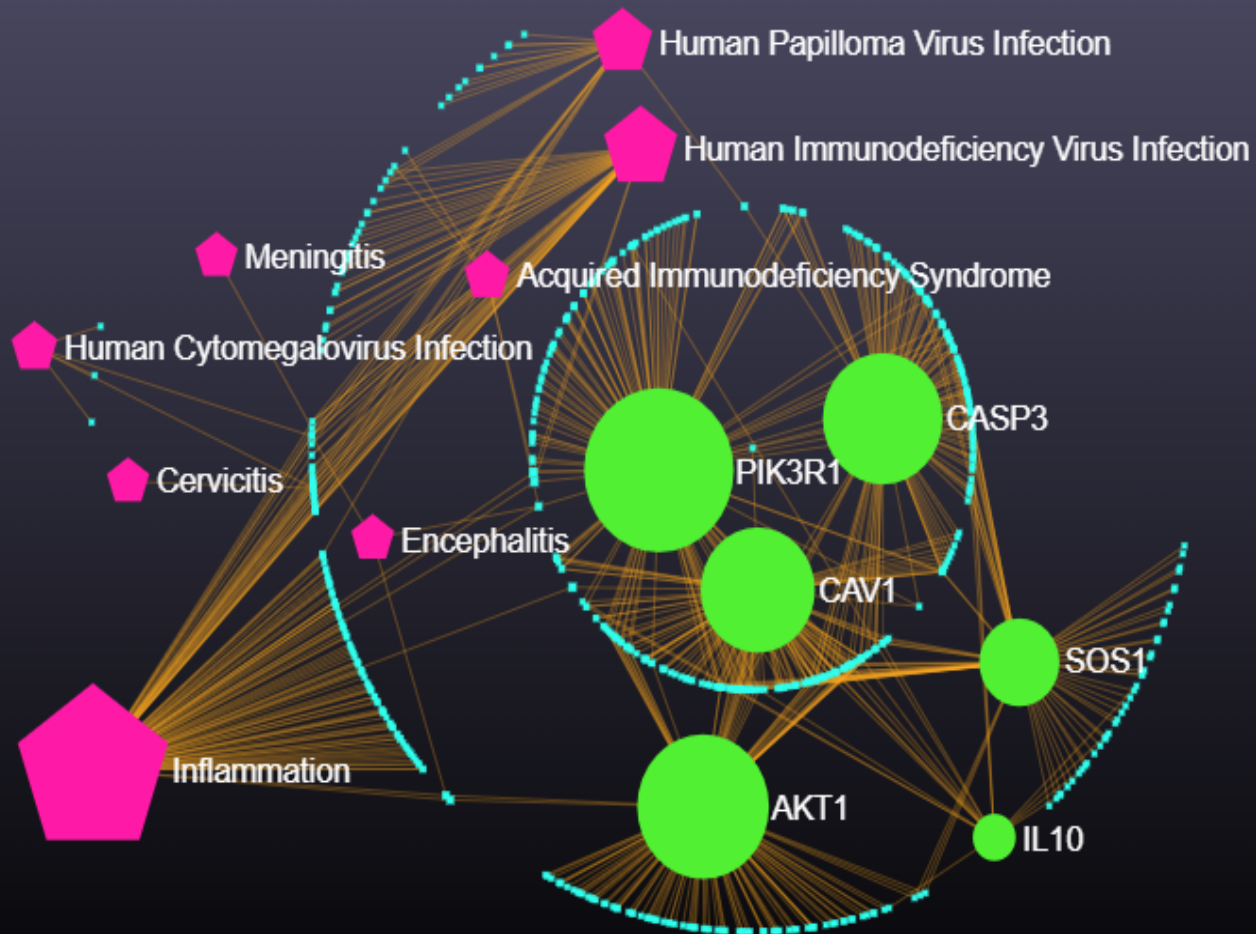 Human Papilloma Virus Infection
Human Immunodeficiency Virus Infection
Meningitis
Acquired Immunodeficiency Syndrome
Human Cytomegalovirus Infection
CASP3
PIK3R1
Cervicitis
Encephalitis
CAV1
SOS1
Inflammation
AKT1
IL10